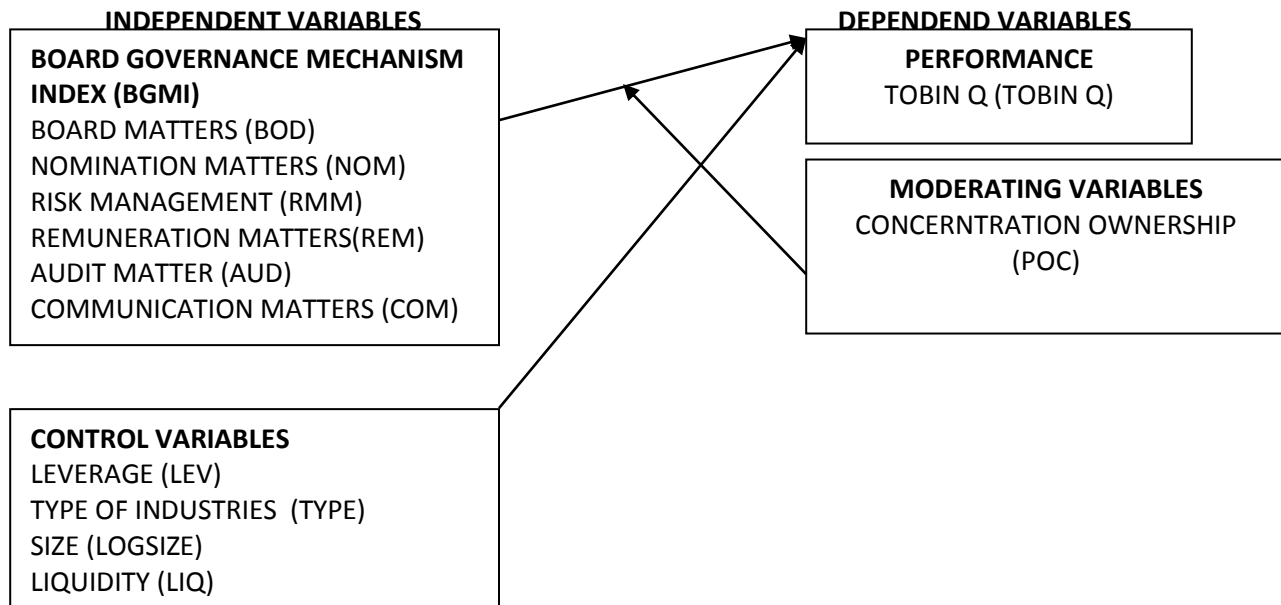 INDEPENDENT VARIABLES
BOARD GOVERNANCE MECHANISM
INDEX (BGMI)
BOARD MATTERS (BOD)
NOMINATION MATTERS (NOM)
RISK MANAGEMENT (RMM)
REMUNERATION MATTERS(REM)
AUDIT MATTER (AUD)
COMMUNICATION MATTERS (COM)
CONTROL VARIABLES
LEVERAGE (LEV)
TYPE OF INDUSTRIES (TYPE)
SIZE (LOGSIZE)
LIQUIDITY (LIQ)
DEPENDEND VARIABLES
PERFORMANCE
TOBIN Q (TOBIN Q)
MODERATING VARIABLES
CONCERNTRATION OWNERSHIP
(POC)